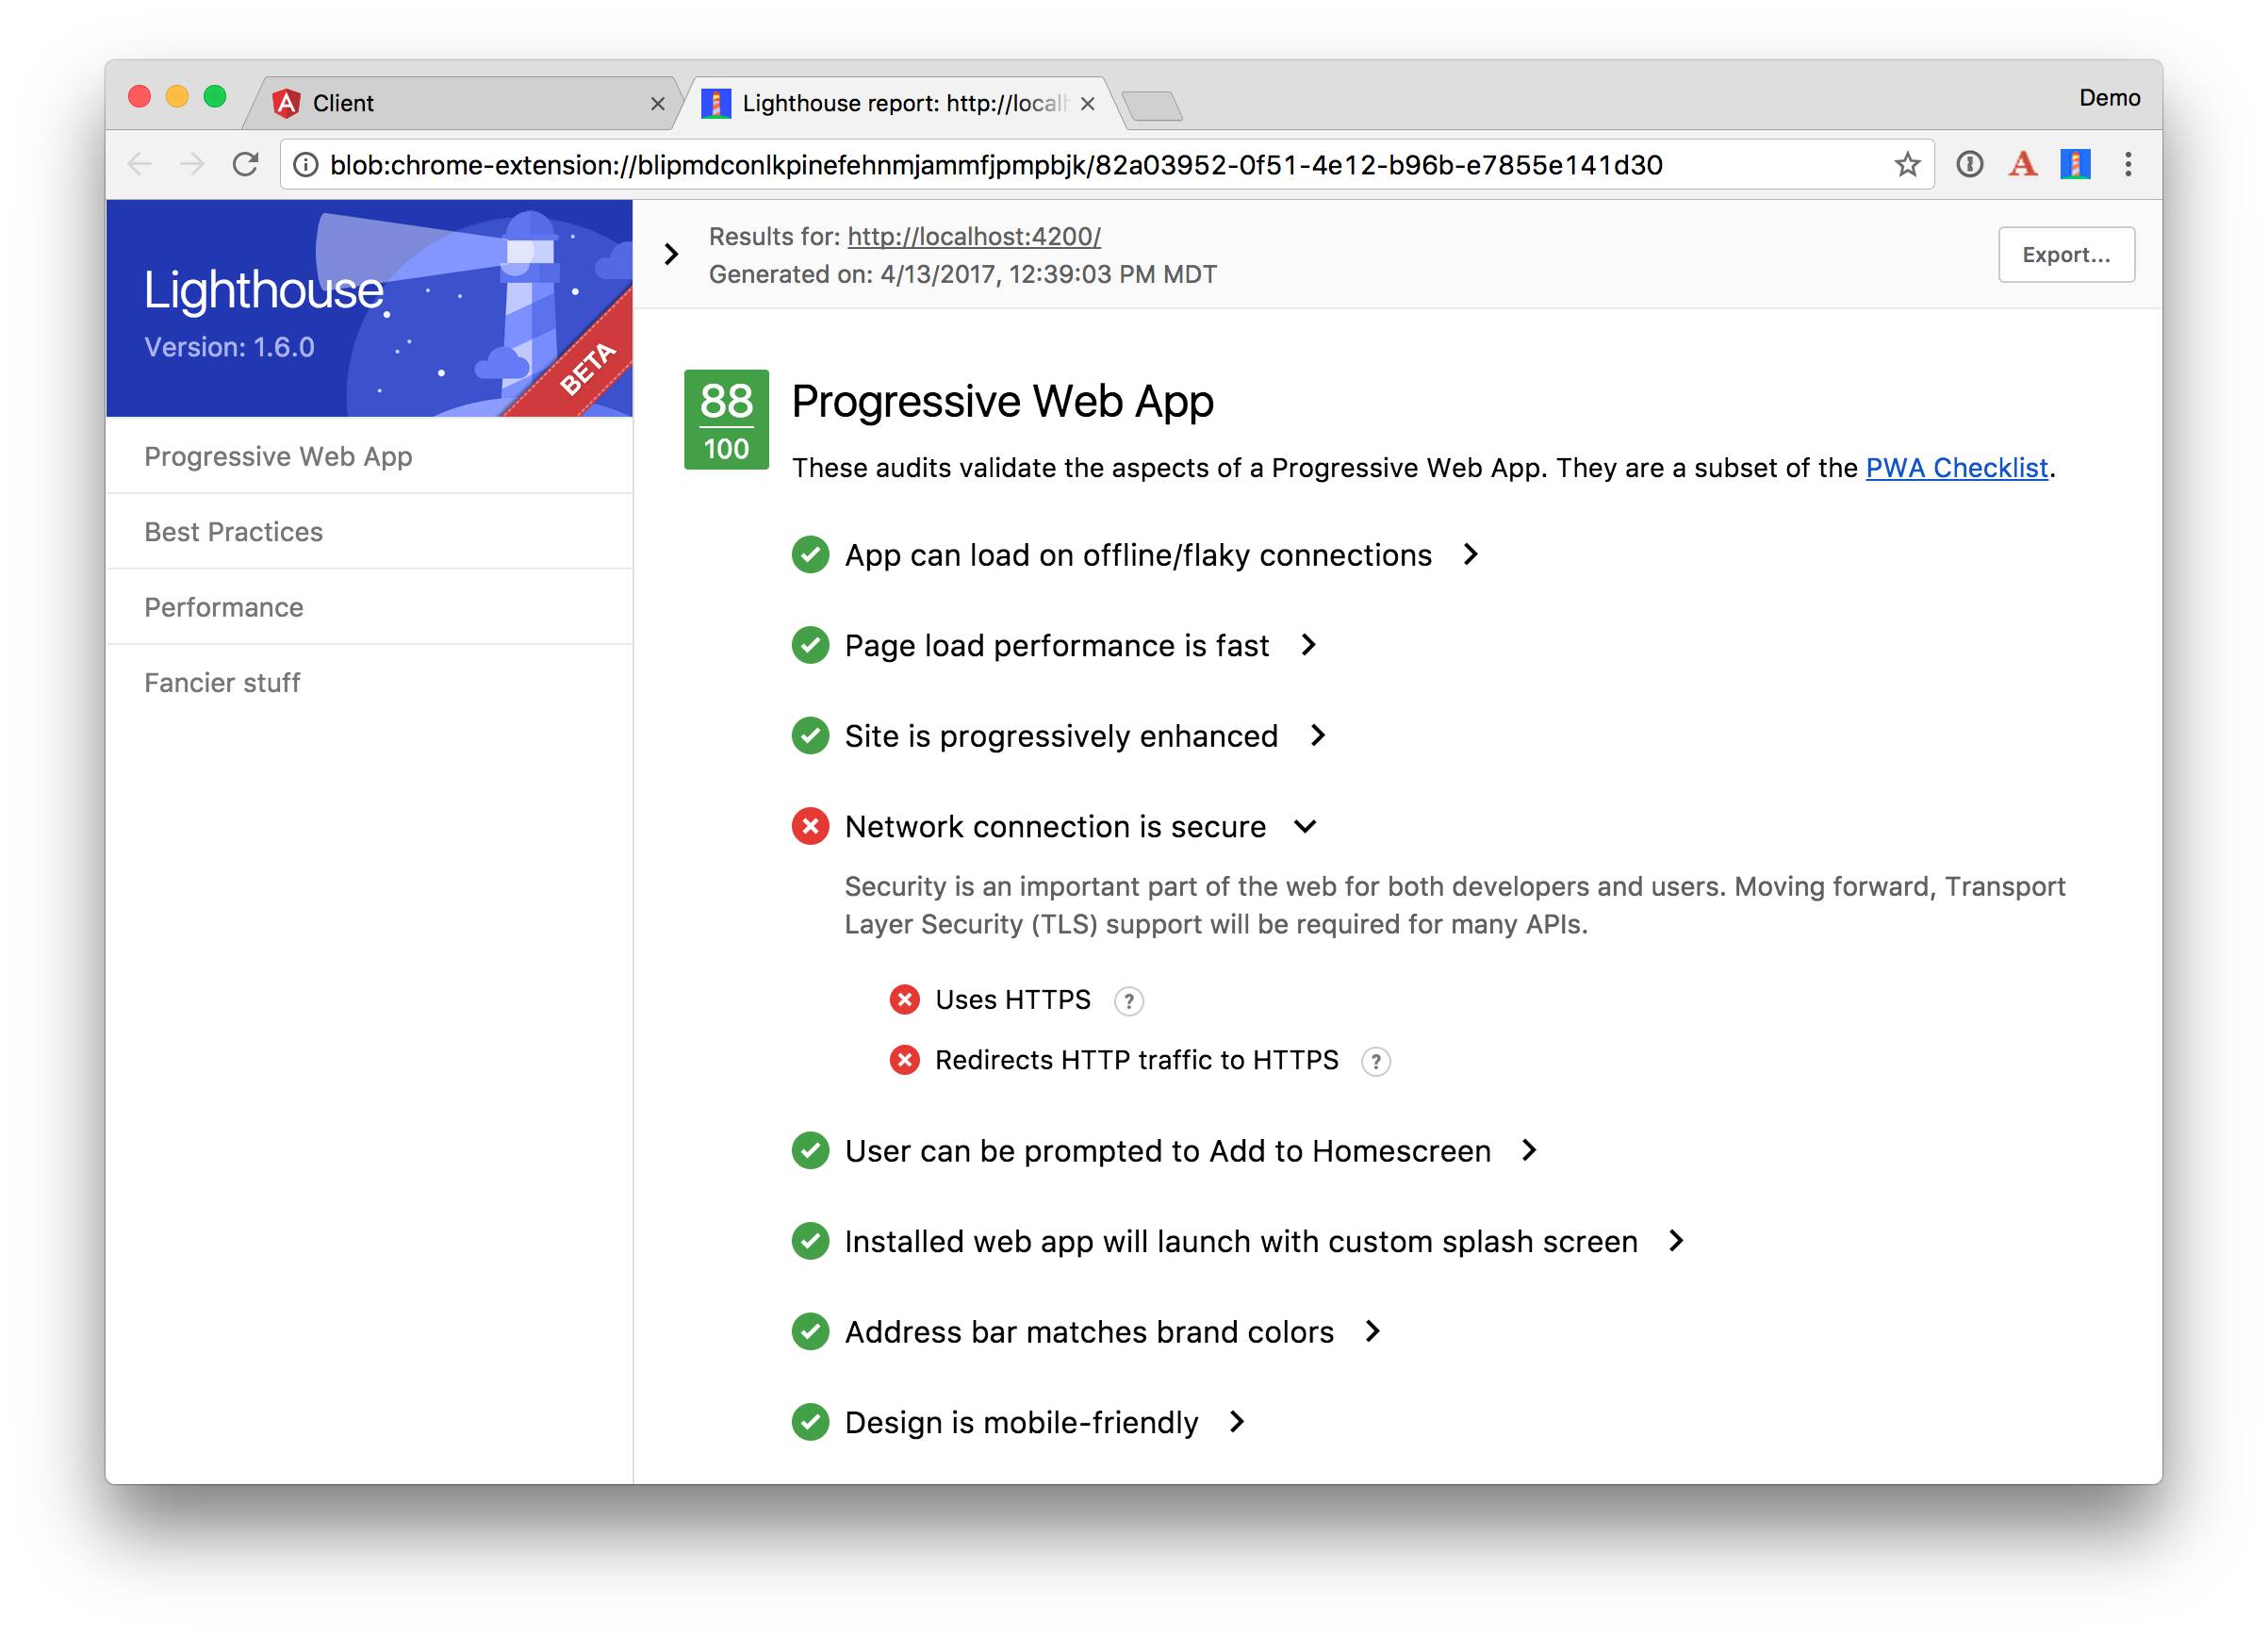 Client
Lighthouse report: http://local
Demo
blob:chrome-extension://blipmdconlkpinefehnmjammfjpmpbjk/82a03952-0f51-4e12-b96b-e7855e141d30
Lighthouse
Version: 1.6.0
BETA
Progressive Web App
Best Practices
Performance
Fancier stuff
Results for: http://localhost:4200/
Generated on: 4/13/2017, 12:39:03 PM MDT
Export...
88
100
Progressive Web App
These audits validate the aspects of a Progressive Web App. They are a subset of the PWA Checklist.
App can load on offline/flaky connections
Page load performance is fast
Site is progressively enhanced
Network connection is secure
Security is an important part of the web for both developers and users. Moving forward, Transport
Layer Security (TLS) support will be required for many APIs.
Uses HTTPS ?
Redirects HTTP traffic to HTTPS ?
User can be prompted to Add to Homescreen
Installed web app will launch with custom splash screen
Address bar matches brand colors
Design is mobile-friendly